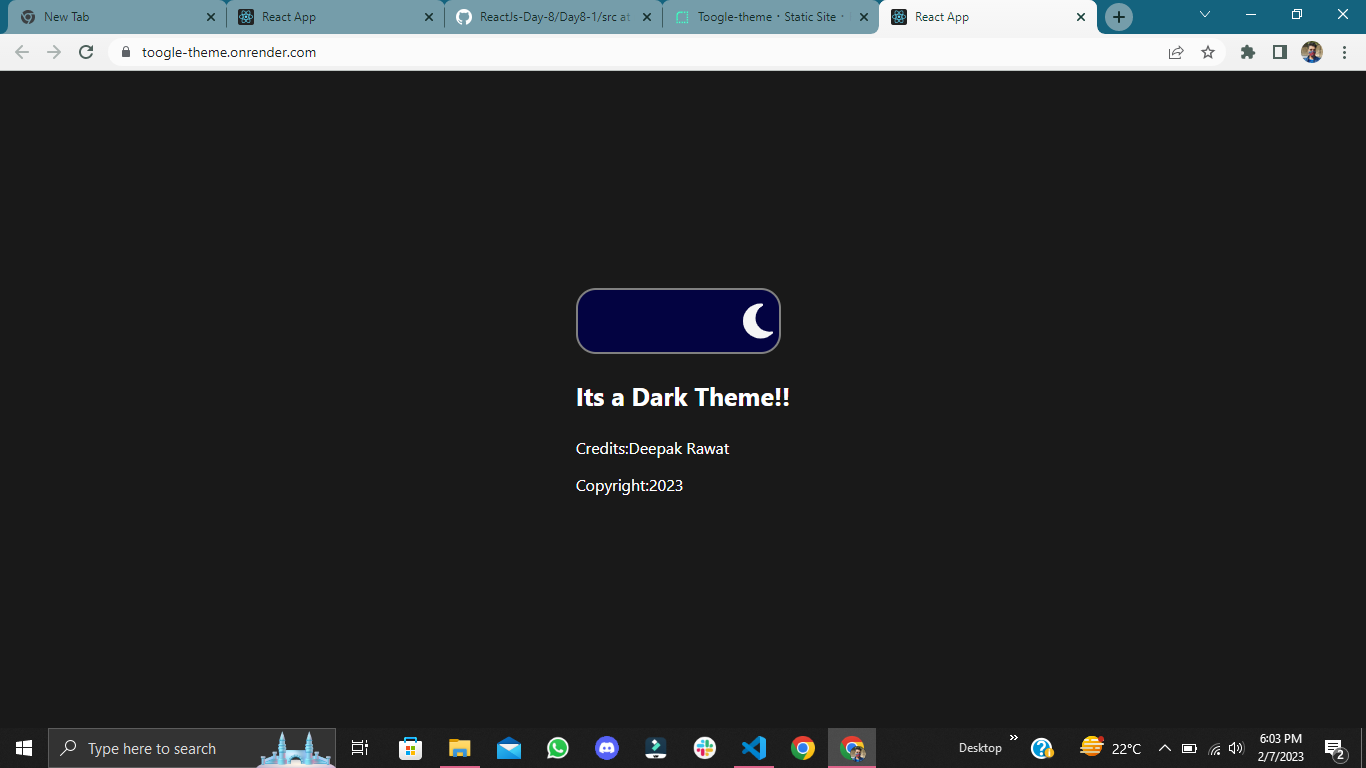 New Tab
React App
ReactJs-Day-8/Day8-1/src at
Toogle-theme · Static Site ·
React App
toogle-theme.onrender.com
Its a Dark Theme!!
Credits:Deepak Rawat
Copyright:2023
Type here to search
Desktop
22°C
6:03 PM
2/7/2023
2